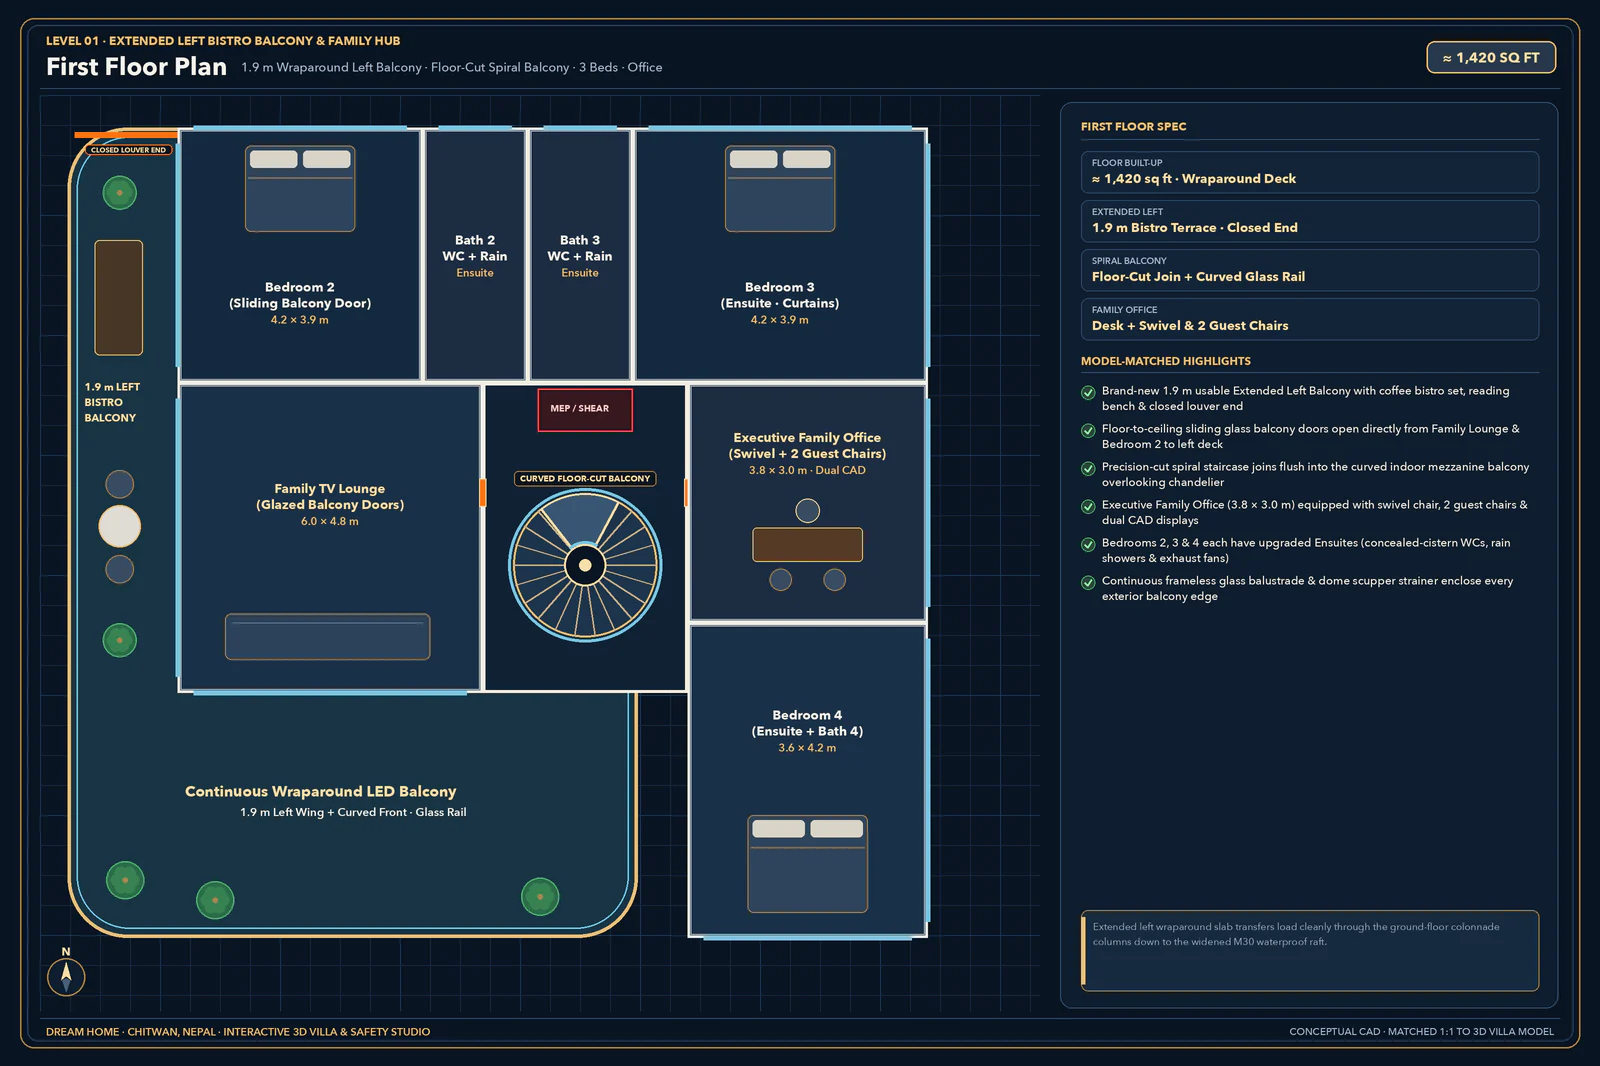 LEVEL 01 · EXTENDED LEFT BISTRO BALCONY & FAMILY HUB
First Floor Plan
1.9 m Wraparound Left Balcony · Floor-Cut Spiral Balcony · 3 Beds · Office
≈ 1,420 SQ FT
CLOSED LOUVER END
1.9 m LEFT
BISTRO
BALCONY
Bedroom 2
(Sliding Balcony Door)
4.2 × 3.9 m
Bath 2
WC + Rain
Ensuite
Bath 3
WC + Rain
Ensuite
Bedroom 3
(Ensuite · Curtains)
4.2 × 3.9 m
Family TV Lounge
(Glazed Balcony Doors)
6.0 × 4.8 m
MEP / SHEAR
CURVED FLOOR-CUT BALCONY
Executive Family Office
(Swivel + 2 Guest Chairs)
3.8 × 3.0 m · Dual CAD
Bedroom 4
(Ensuite + Bath 4)
3.6 × 4.2 m
Continuous Wraparound LED Balcony
1.9 m Left Wing + Curved Front · Glass Rail
N
FIRST FLOOR SPEC
FLOOR BUILT-UP
≈ 1,420 sq ft · Wraparound Deck
EXTENDED LEFT
1.9 m Bistro Terrace · Closed End
SPIRAL BALCONY
Floor-Cut Join + Curved Glass Rail
FAMILY OFFICE
Desk + Swivel & 2 Guest Chairs
MODEL-MATCHED HIGHLIGHTS
Brand-new 1.9 m usable Extended Left Balcony with coffee bistro set, reading
bench & closed louver end
Floor-to-ceiling sliding glass balcony doors open directly from Family Lounge &
Bedroom 2 to left deck
Precision-cut spiral staircase joins flush into the curved indoor mezzanine balcony
overlooking chandelier
Executive Family Office (3.8 × 3.0 m) equipped with swivel chair, 2 guest chairs &
dual CAD displays
Bedrooms 2, 3 & 4 each have upgraded Ensuites (concealed-cistern WCs, rain
showers & exhaust fans)
Continuous frameless glass balustrade & dome scupper strainer enclose every
exterior balcony edge
Extended left wraparound slab transfers load cleanly through the ground-floor colonnade
columns down to the widened M30 waterproof raft.
DREAM HOME · CHITWAN, NEPAL · INTERACTIVE 3D VILLA & SAFETY STUDIO
CONCEPTUAL CAD · MATCHED 1:1 TO 3D VILLA MODEL